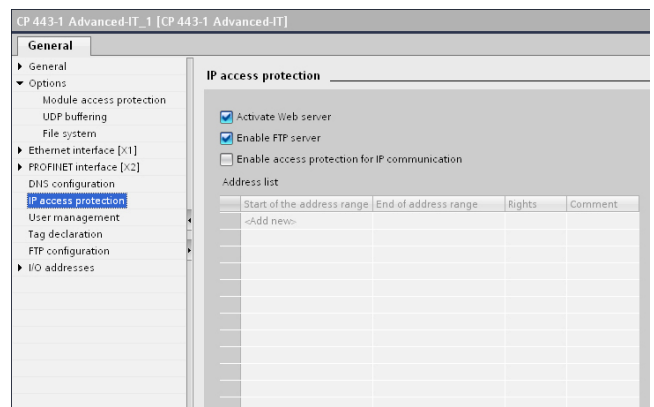 CP 443-1 Advanced-IT_1 [CP 443-1 Advanced-IT]
General
General
Options
Module access protection
UDP buffering
File system
Ethernet interface [X1]
PROFINET interface [X2]
DNS configuration
IP access protection
User management
Tag declaration
FTP configuration
I/O addresses
IP access protection
Activate Web server
Enable FTP server
Enable access protection for IP communication
Address list
Start of the address range End of address range Rights Comment
<Add new>